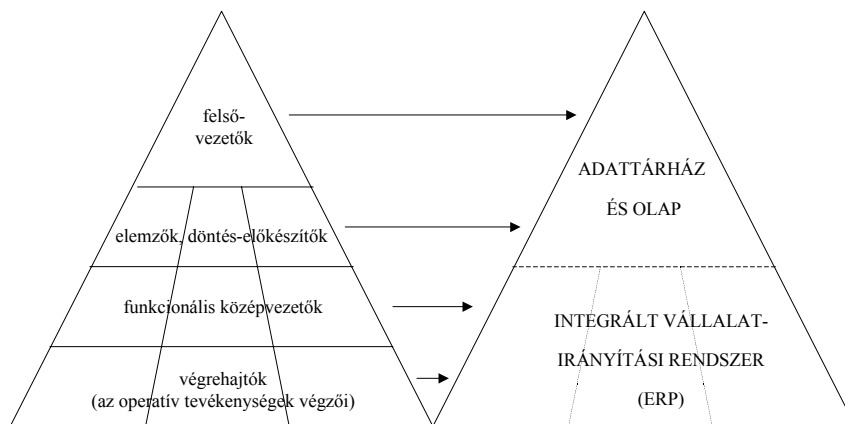 felső-
vezetők
elemzők, döntés-előkészítők
funkcionális középvezetők
végrehajtók
(az operatív tevékenységek végzői)
ADATTÁRHÁZ
ÉS OLAP
INTEGRÁLT VÁLLALAT-
IRÁNYÍTÁSI RENDSZER
(ERP)